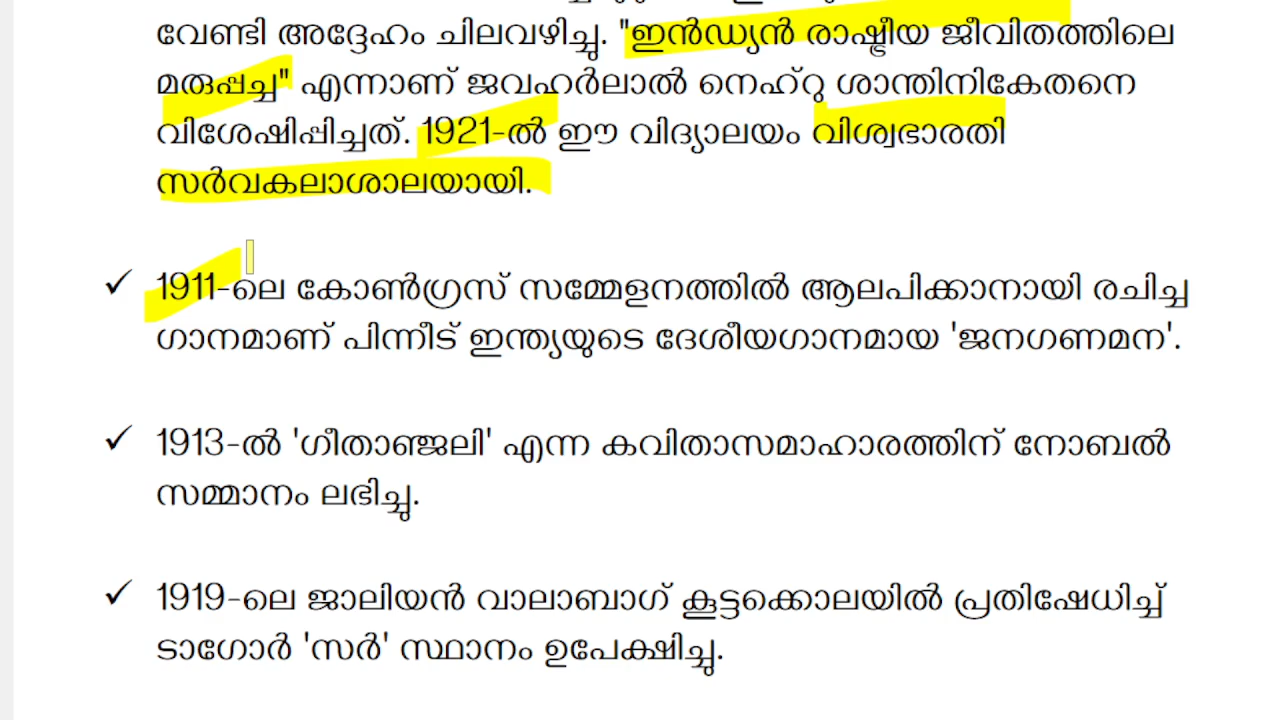 വേണ്ടി അദ്ദേഹം ചിലവഴിച്ചു. "ഇൻഡ്യൻ രാഷ്ട്രീയ ജീവിതത്തിലെ
മരുപ്പച്ച" എന്നാണ് ജവഹർലാൽ നെഹ്റു ശാന്തിനികേതനെ
വിശേഷിപ്പിച്ചത്. 1921-ൽ ഈ വിദ്യാലയം വിശ്വഭാരതി
സർവകലാശാലയായി.
✓ 1911-ലെ കോൺഗ്രസ് സമ്മേളനത്തിൽ ആലപിക്കാനായി രചിച്ച
ഗാനമാണ് പിന്നീട് ഇന്ത്യയുടെ ദേശീയഗാനമായ 'ജനഗണമന'.
✓ 1913-ൽ 'ഗീതാഞ്ജലി' എന്ന കവിതാസമാഹാരത്തിന് നോബൽ
സമ്മാനം ലഭിച്ചു.
✓ 1919-ലെ ജാലിയൻ വാലാബാഗ് കൂട്ടക്കൊലയിൽ പ്രതിഷേധിച്ച്
ടാഗോർ 'സർ' സ്ഥാനം ഉപേക്ഷിച്ചു.